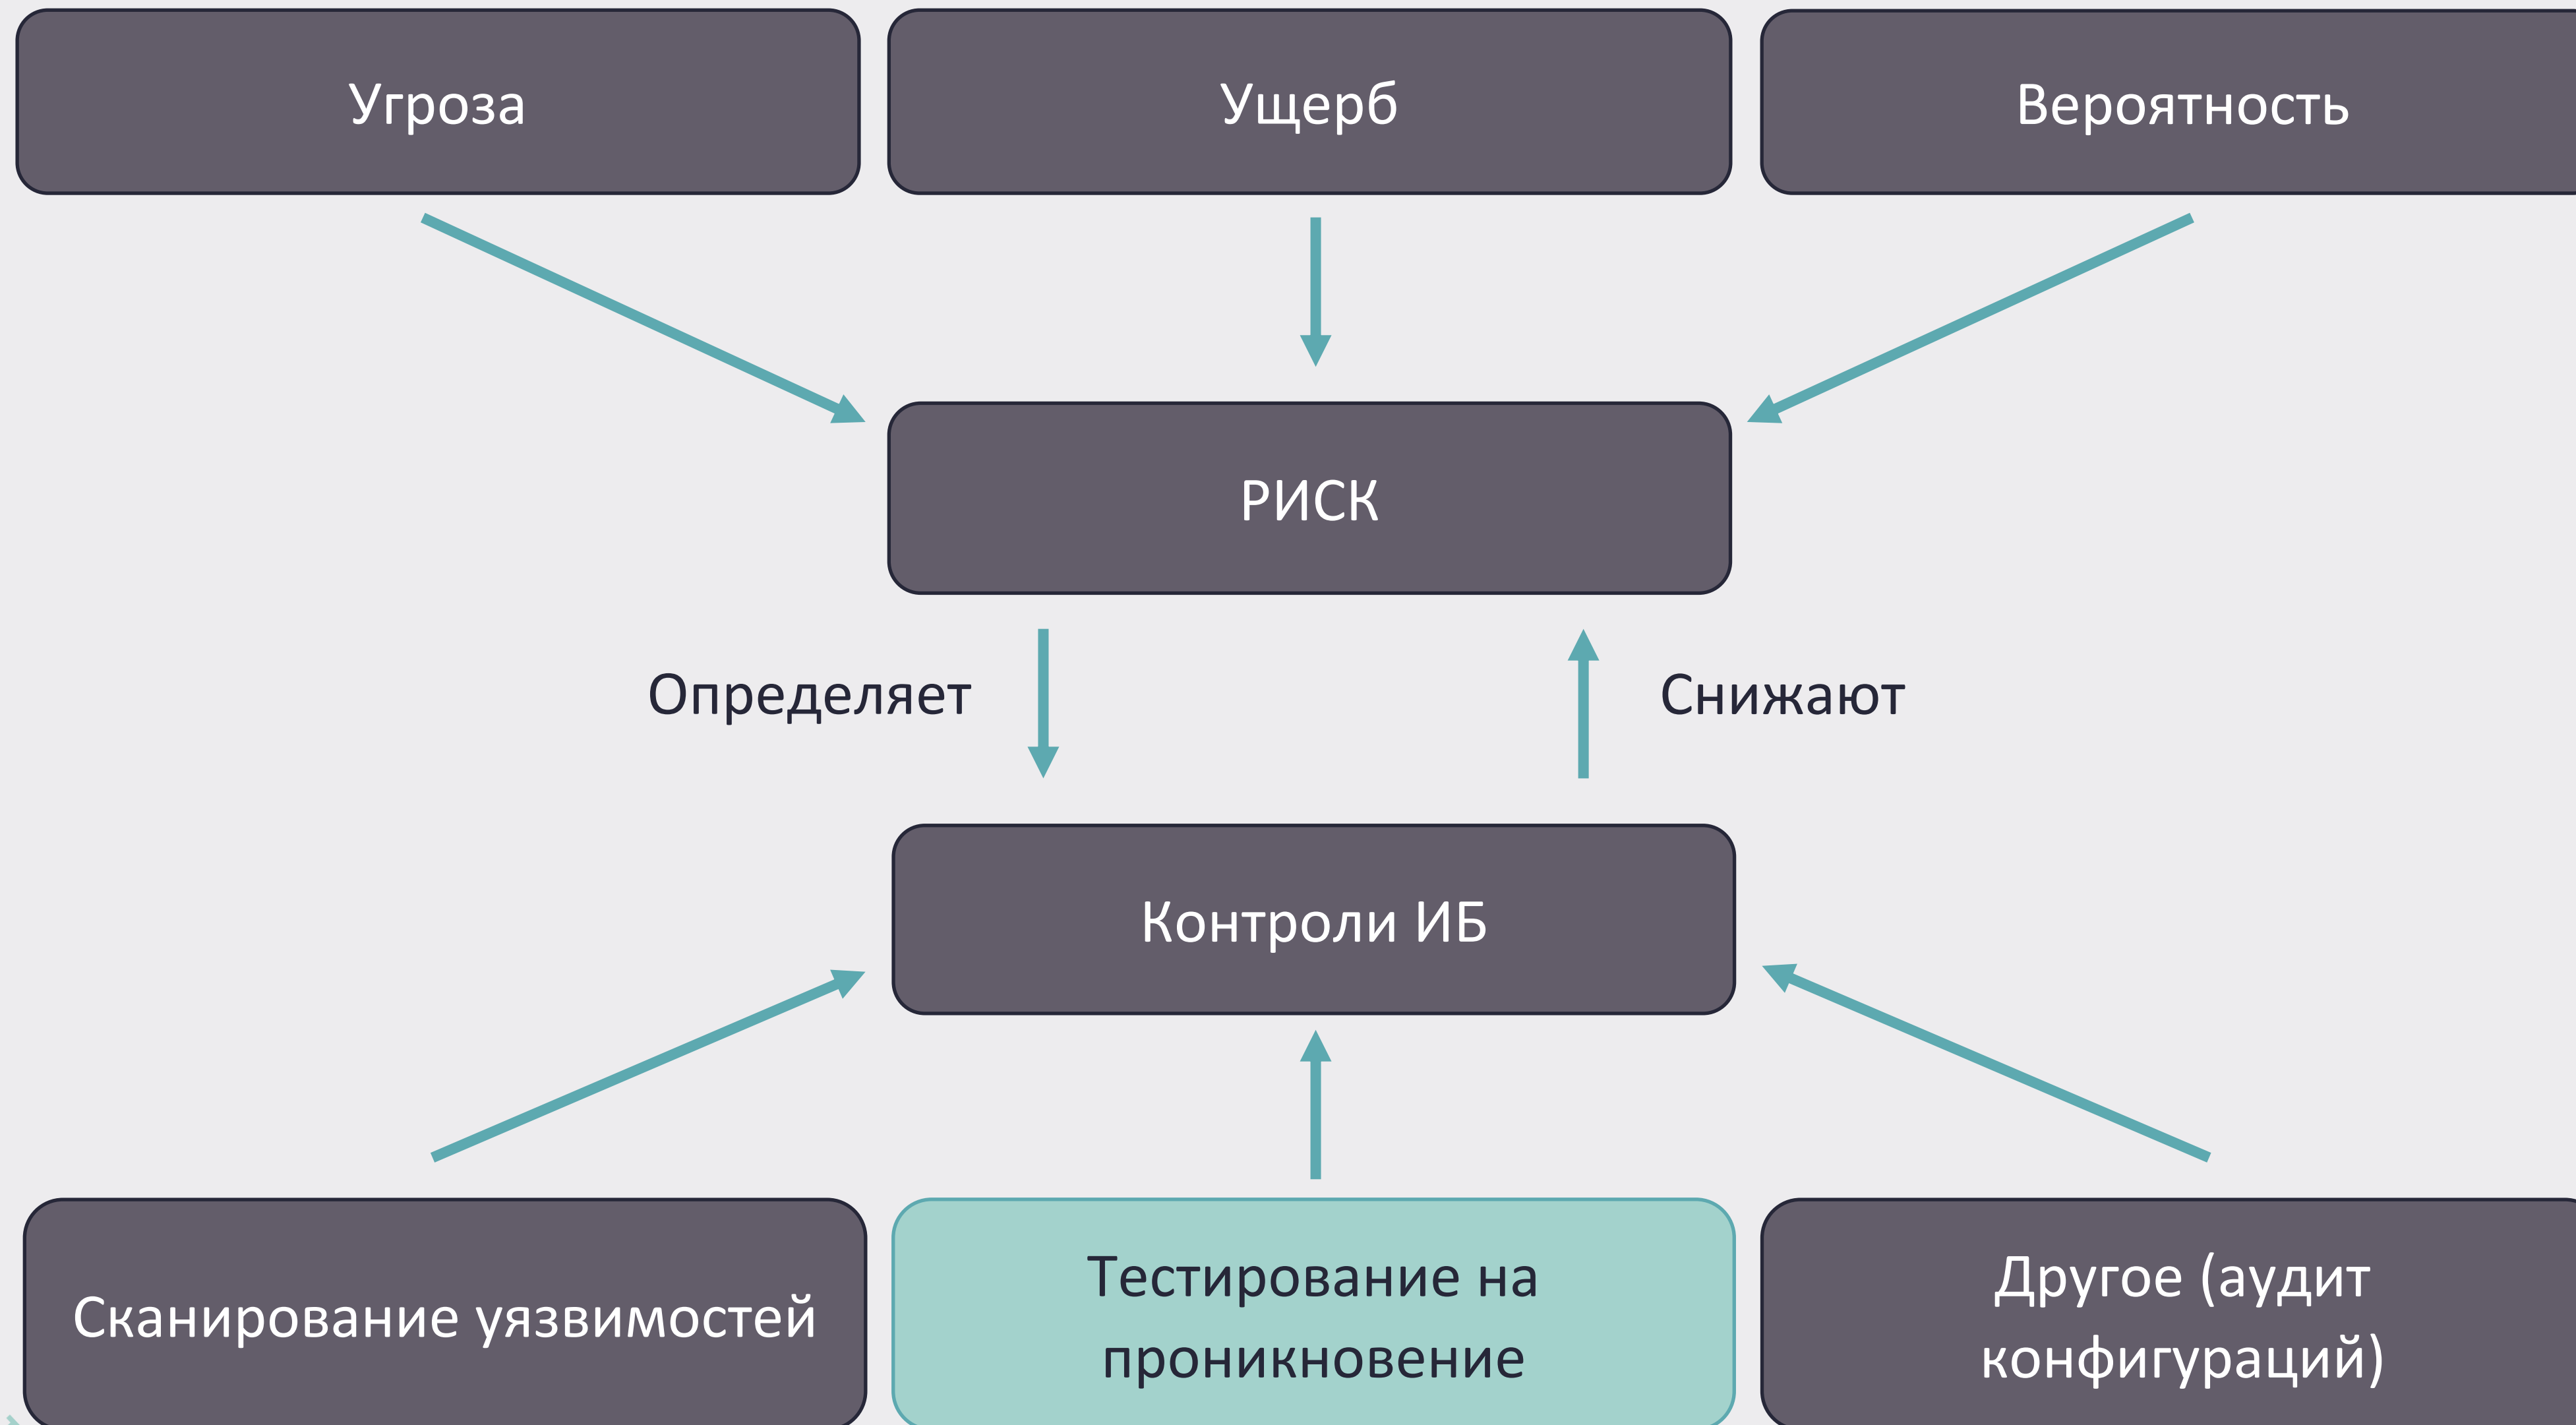 Угроза
Ущерб
Вероятность
РИСК
Определяет
Снижают
Контроли ИБ
Сканирование уязвимостей
Тестирование на
проникновение
Другое (аудит
конфигураций)